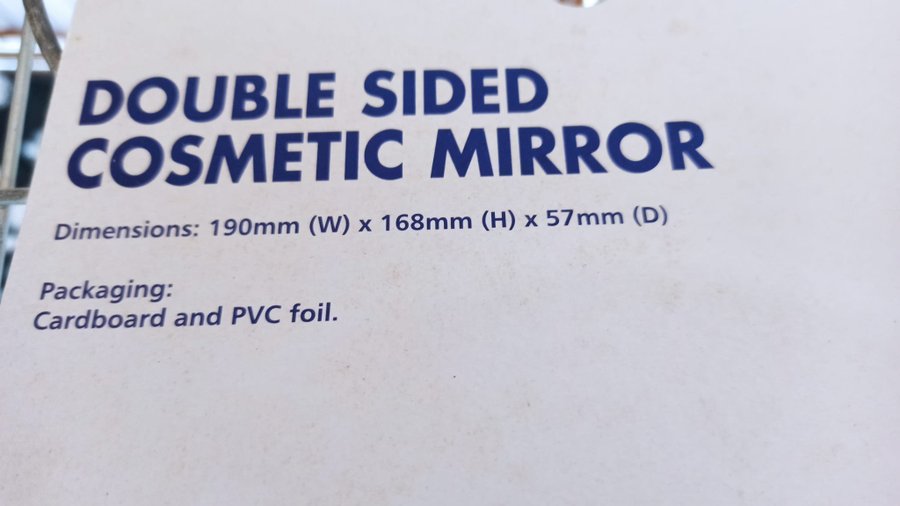 DOUBLE SIDED
COSMETIC MIRROR
Dimensions: 190mm (W) x 168mm (H) x 57mm (D)
Packaging:
Cardboard and PVC foil.